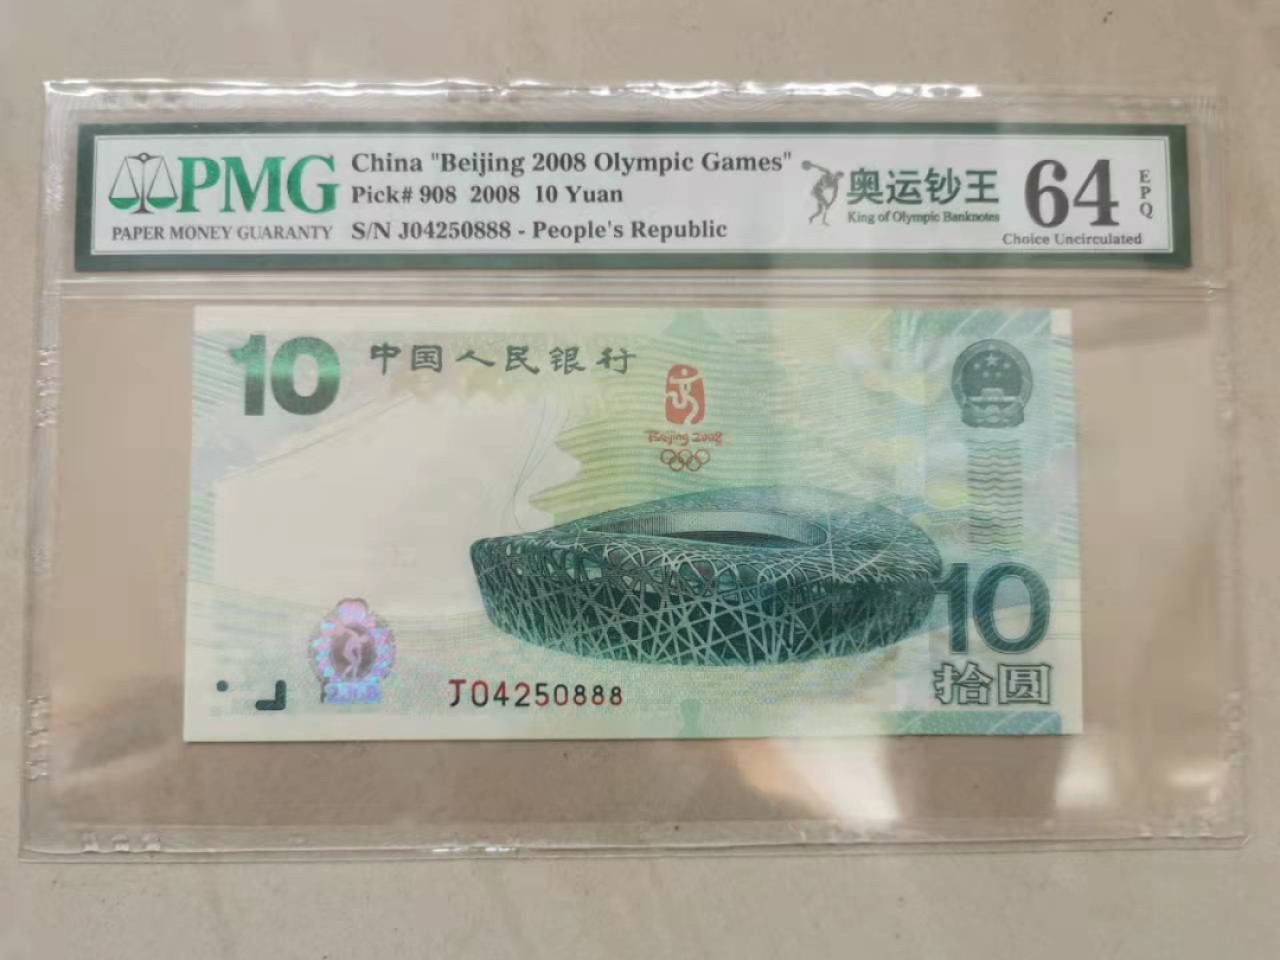 PMG
PAPER MONEY GUARANTY
China "Beijing 2008 Olympic Games"
Pick# 908 2008 10 Yuan
S/N J04250888 - People's Republic
奥运钞王
King of Olympic Banknotes
64
EPQ
Choice Uncirculated
10
中国人民银行
Beijing 2008
10
拾圆
2008
J04250888